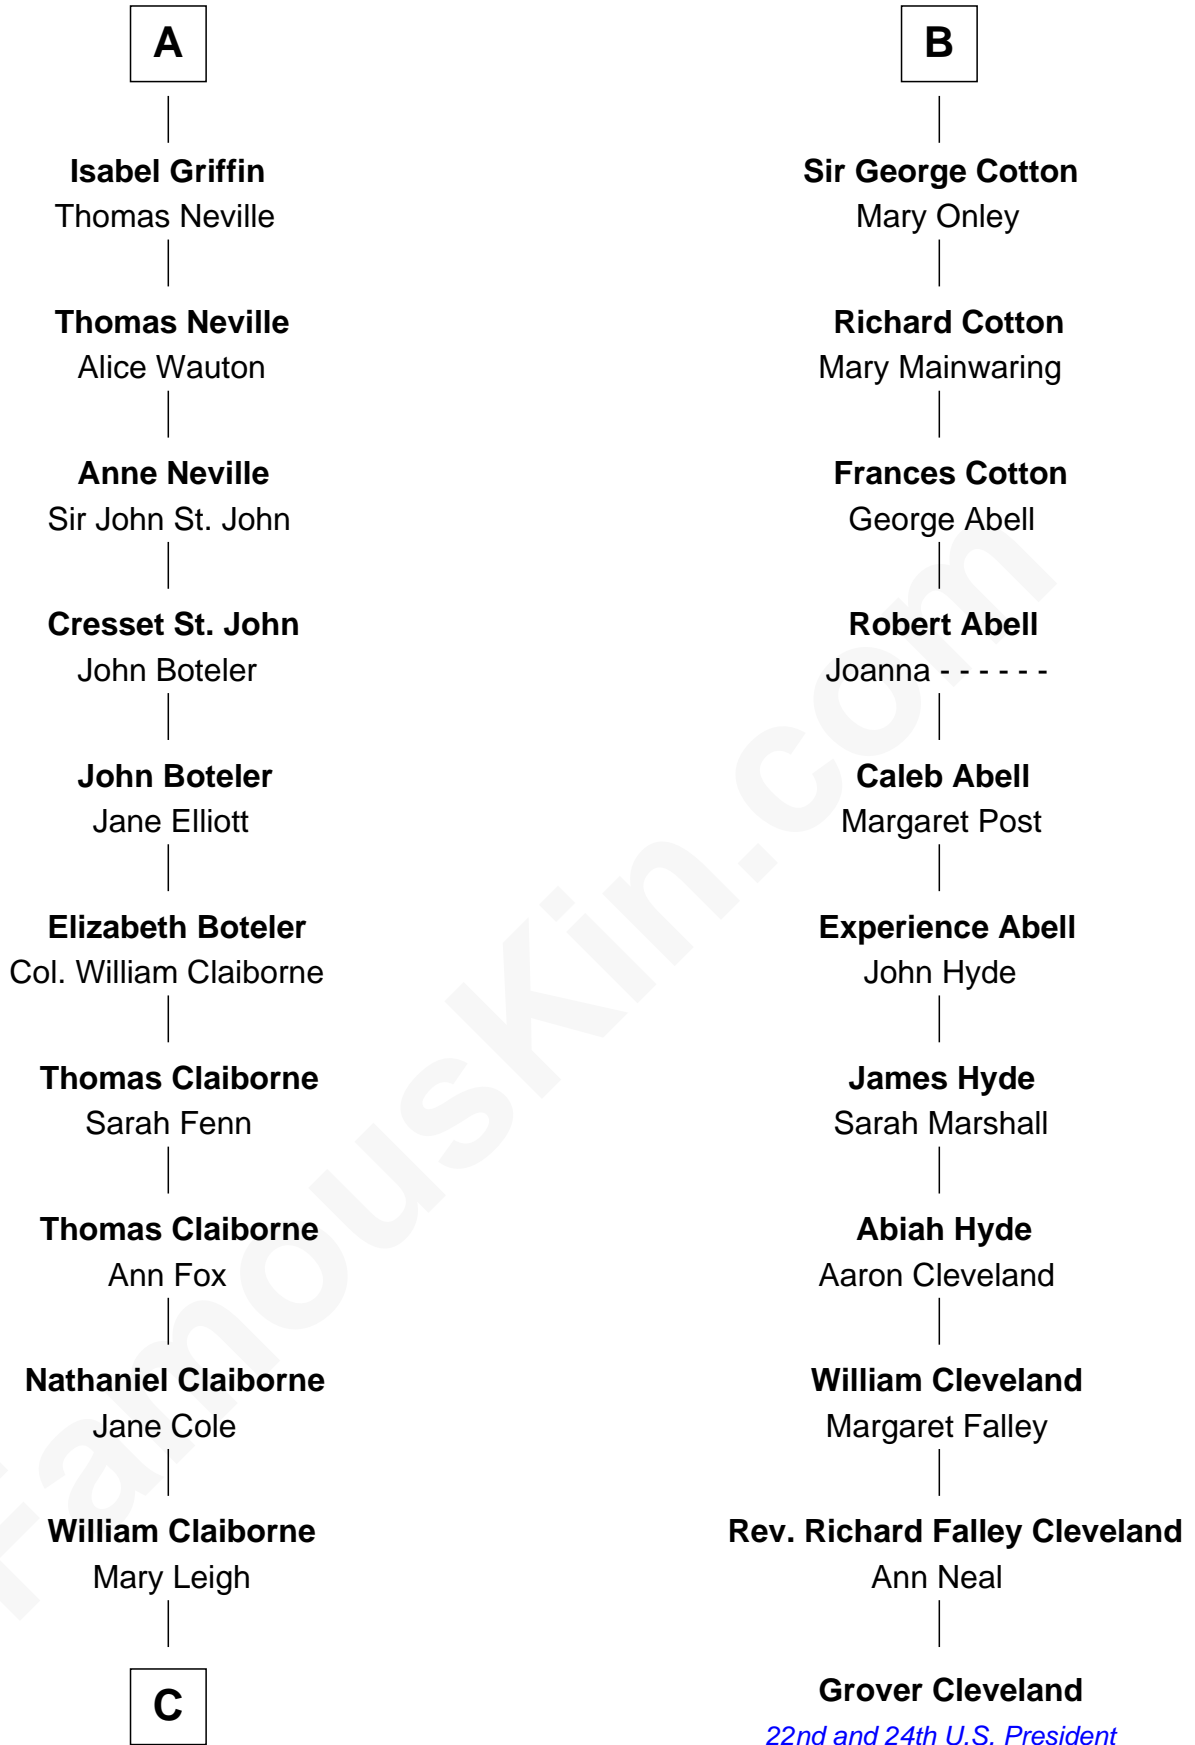 A
Isabel Griffin
Thomas Neville
Thomas Neville
Alice Wauton
Anne Neville
Sir John St. John
Cresset St. John
John Boteler
John Boteler
Jane Elliott
Elizabeth Boteler
Col. William Claiborne
Thomas Claiborne
Sarah Fenn
Thomas Claiborne
Ann Fox
Nathaniel Claiborne
Jane Cole
William Claiborne
Mary Leigh
C
B
Sir George Cotton
Mary Onley
Richard Cotton
Mary Mainwaring
Frances Cotton
George Abell
Robert Abell
Joanna - - - - - -
Caleb Abell
Margaret Post
Experience Abell
John Hyde
James Hyde
Sarah Marshall
Abiah Hyde
Aaron Cleveland
William Cleveland
Margaret Falley
Rev. Richard Falley Cleveland
Ann Neal
Grover Cleveland
22nd and 24th U.S. President
FamousKin.com